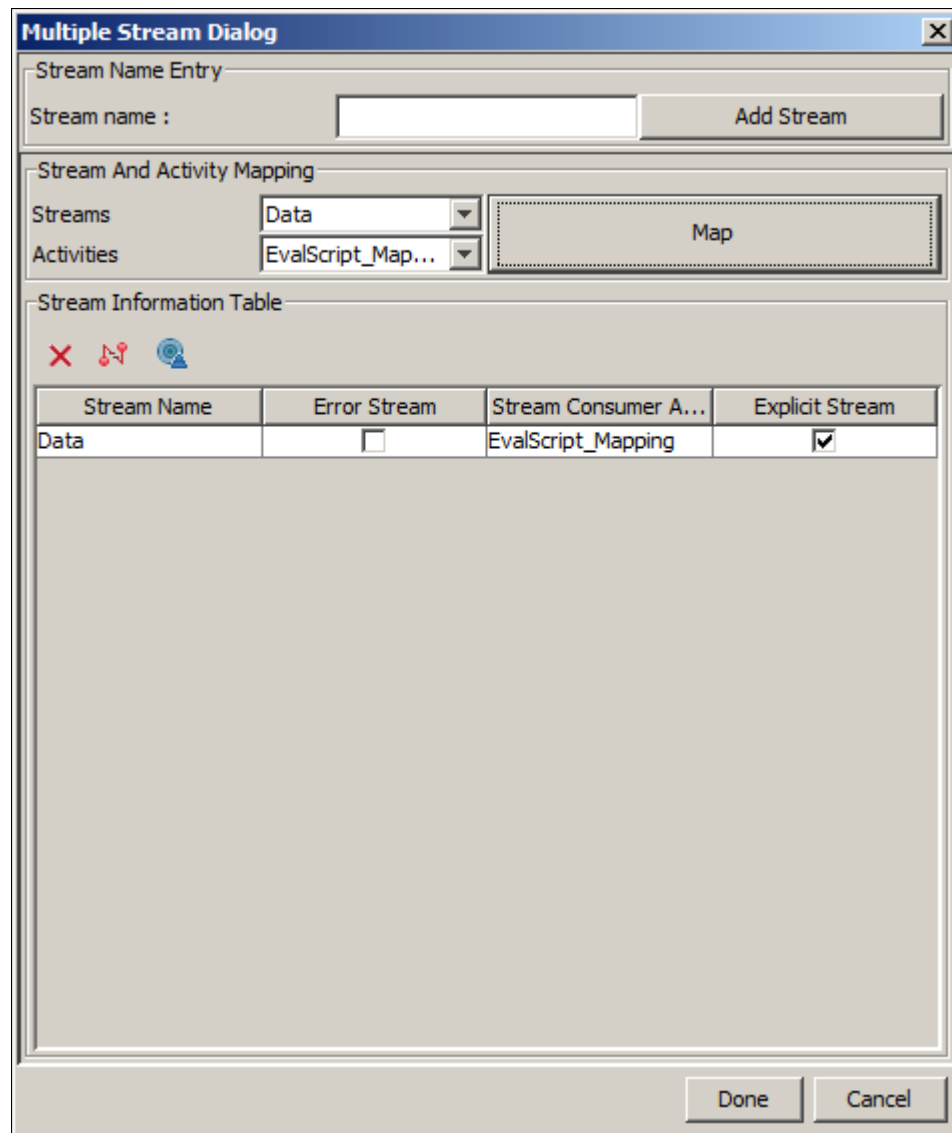 Multiple Stream Dialog
Stream Name Entry
Stream name :
Add Stream
Stream And Activity Mapping
Streams
Data
Map
Activities
EvalScript_Map...
Stream Information Table
Stream Name Error Stream Stream Consumer A... Explicit Stream
Data EvalScript_Mapping
Done Cancel